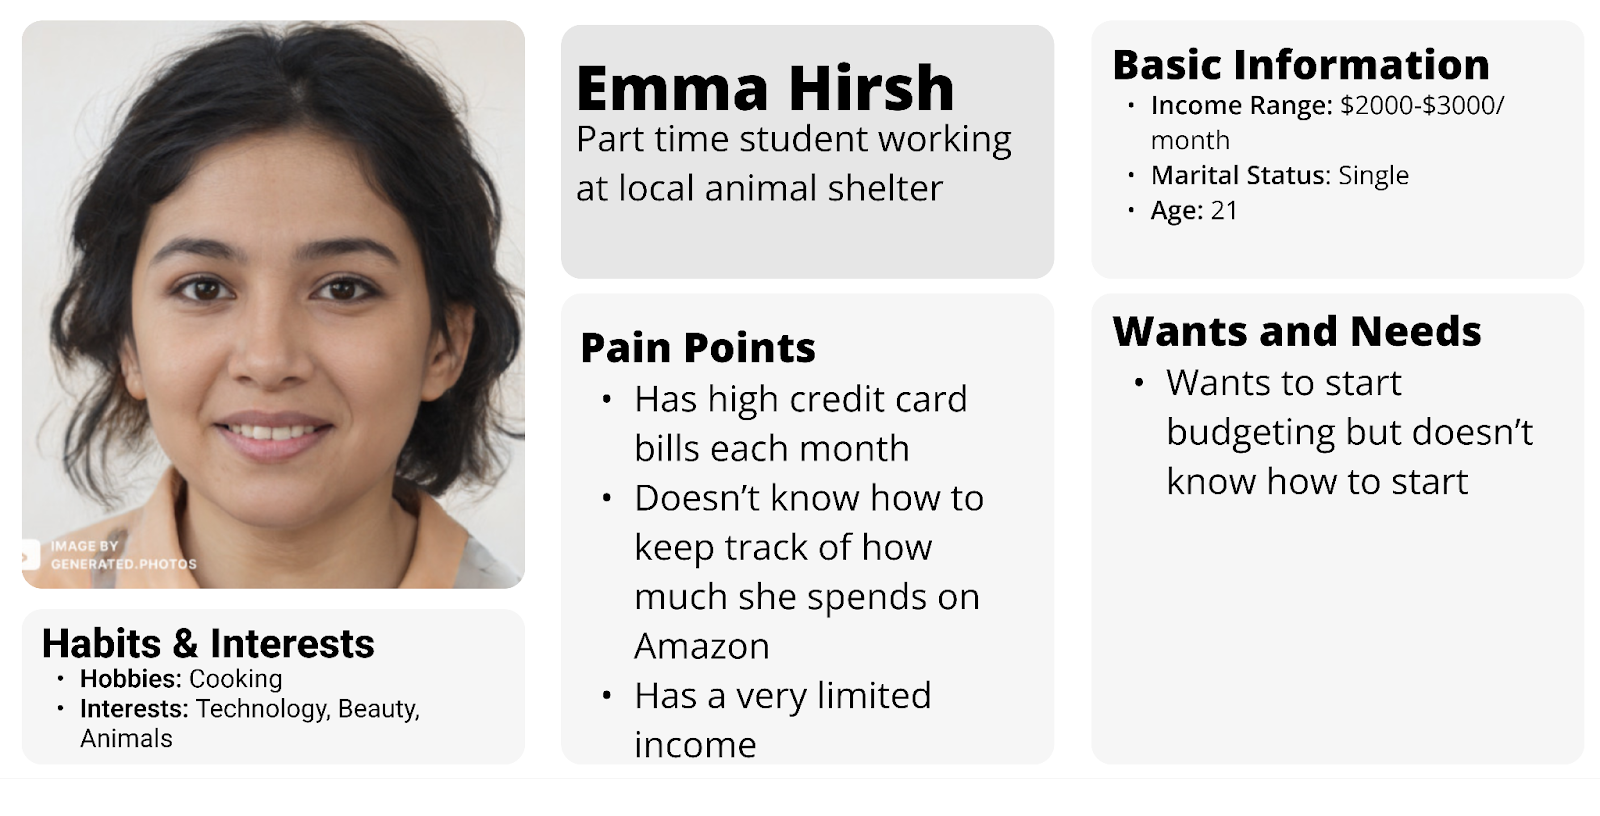 IMAGE BY
GENERATED.PHOTOS
Habits & Interests
• Hobbies: Cooking
• Interests: Technology, Beauty,
Animals
Emma Hirsh
Part time student working
at local animal shelter
Pain Points
• Has high credit card
bills each month
• Doesn’t know how to
keep track of how
much she spends on
Amazon
• Has a very limited
income
Basic Information
• Income Range: $2000-$3000/
month
• Marital Status: Single
• Age: 21
Wants and Needs
• Wants to start
budgeting but doesn’t
know how to start